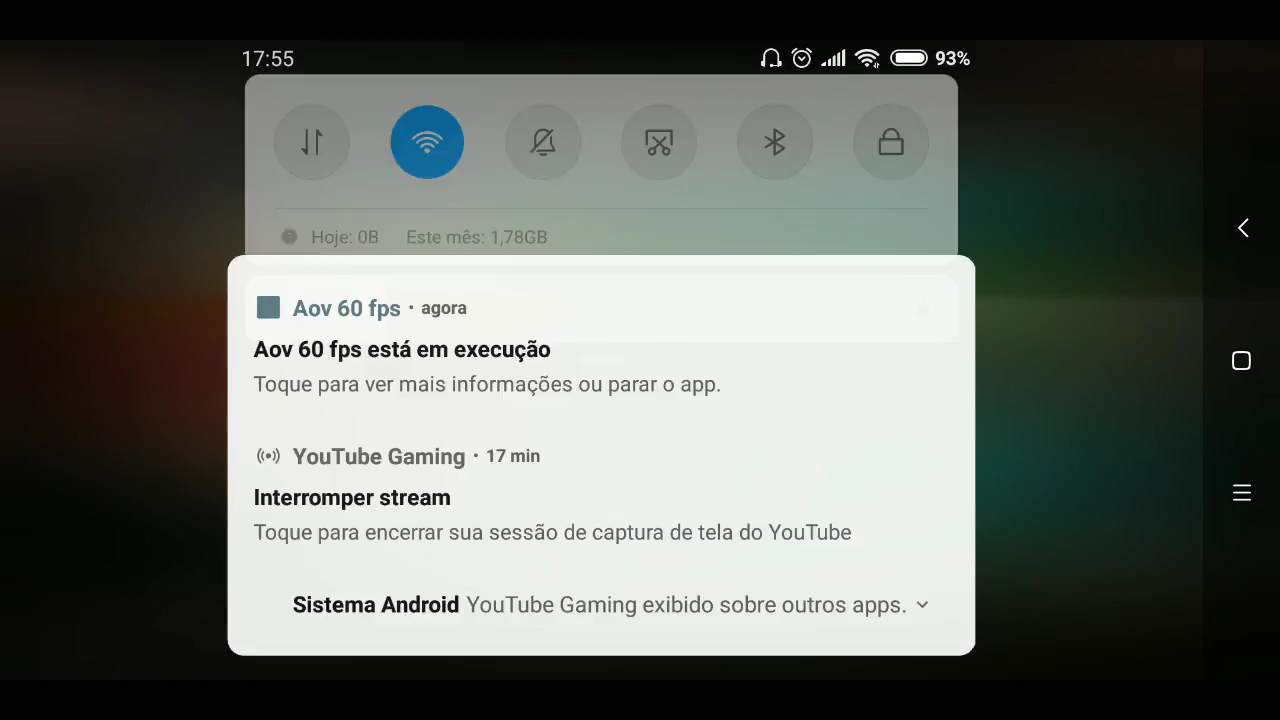 17:55
93%
Hoje: 0B Este mês: 1,78GB
Aov 60 fps · agora
Aov 60 fps está em execução
Toque para ver mais informações ou parar o app.
YouTube Gaming · 17 min
Interromper stream
Toque para encerrar sua sessão de captura de tela do YouTube
Sistema Android YouTube Gaming exibido sobre outros apps.